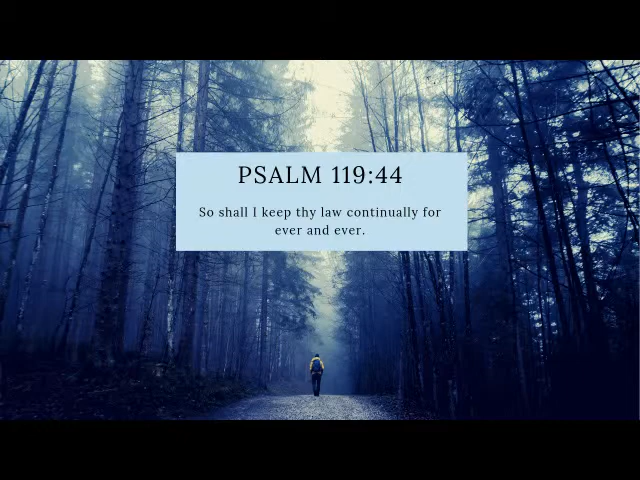 PSALM 119:44
So shall I keep thy law continually for
ever and ever.